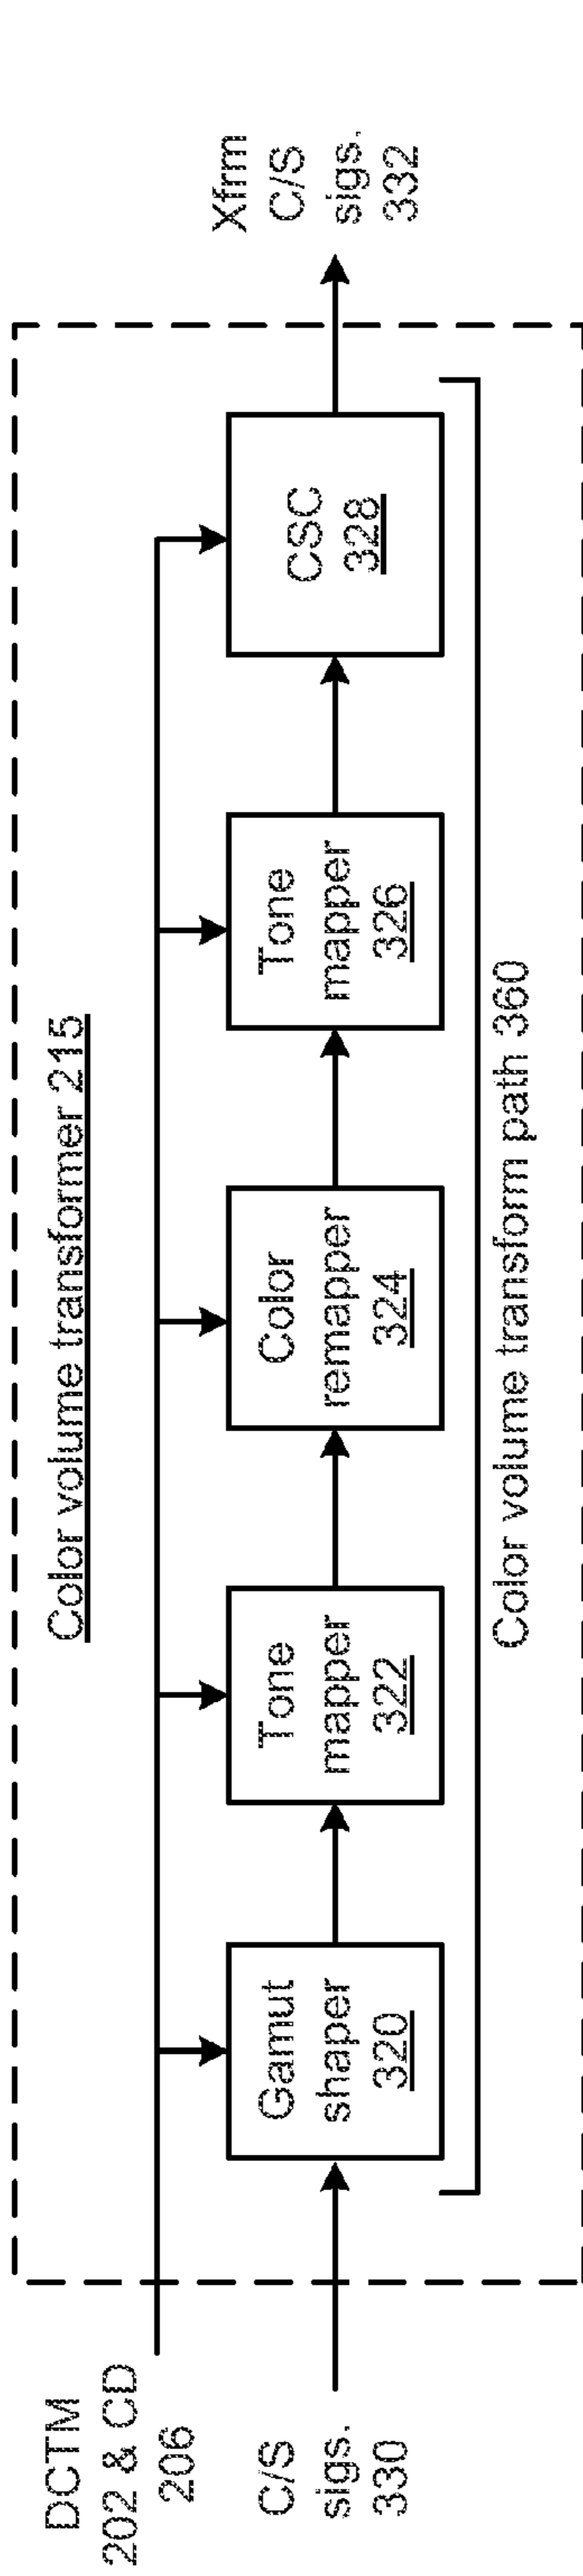 Color volume transformer 215
DCTM
202 & CD
206
C/S
sigs.
330
Gamut
shaper
320
Tone
mapper
322
Color
remapper
324
Tone
mapper
326
CSC
328
Xfrm
C/S
sigs.
332
Color volume transform path 360